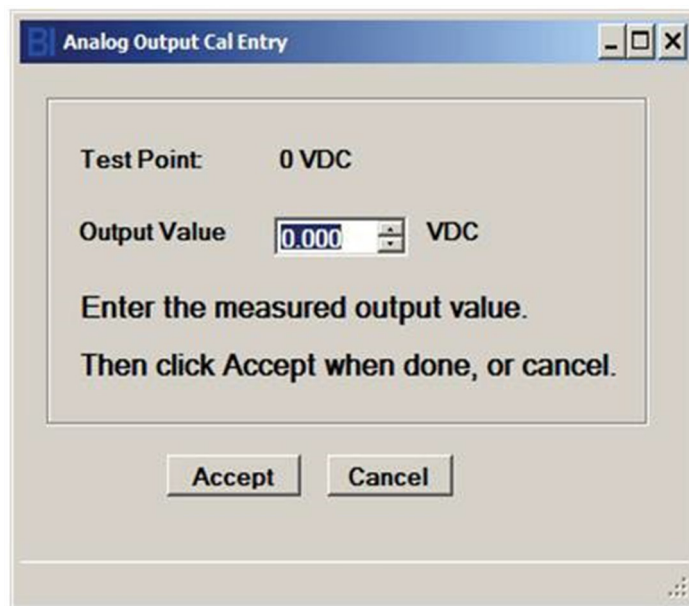 BI Analog Output Cal Entry
Test Point: 0 VDC
Output Value 0.000 VDC
Enter the measured output value.
Then click Accept when done, or cancel.
Accept Cancel